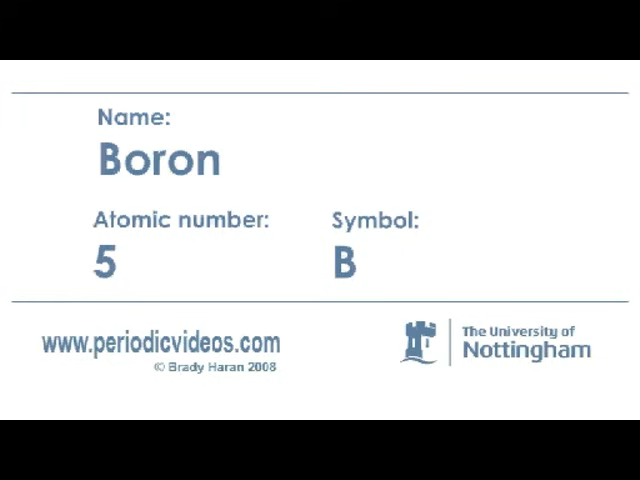 Name:
Boron
Atomic number: Symbol:
5 B
www.periodicvideos.com
© Brady Haran 2008
The University of
Nottingham